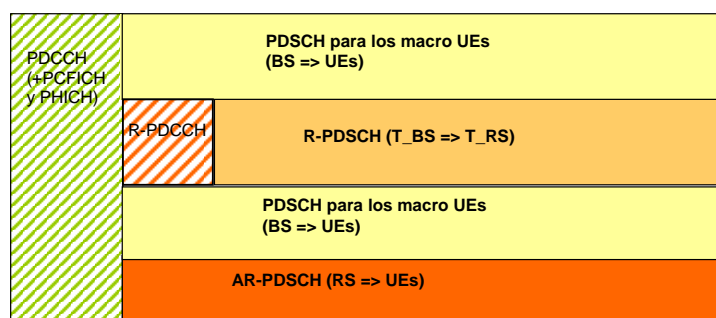 PDSCH para los macro UEs
(BS => UEs)
PDCCH
(+PCFICH
y PHICH)
R-PDCCH
R-PDSCH (T_BS => T_RS)
PDSCH para los macro UEs
(BS => UEs)
AR-PDSCH (RS => UEs)